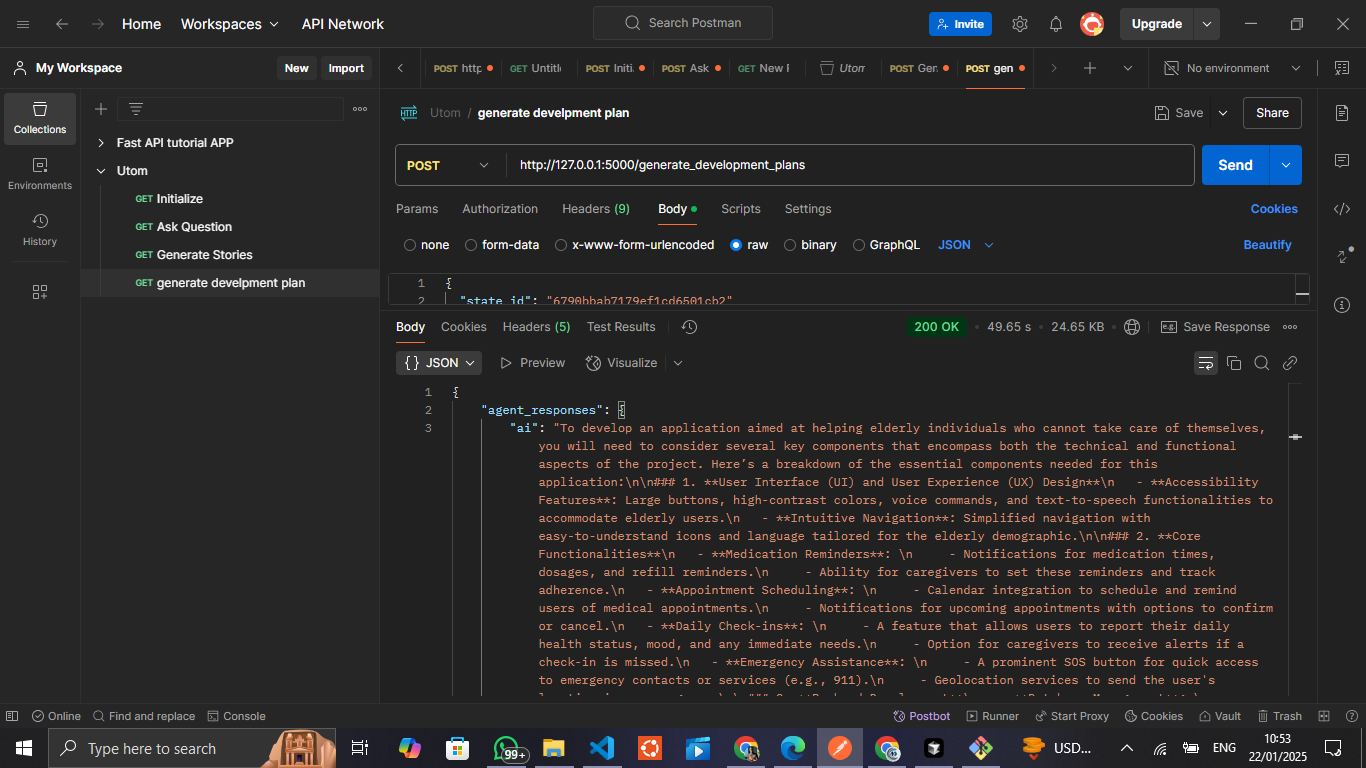 Home Workspaces API Network Search Postman Invite Upgrade
My Workspace New Import POST http GET Untitl POST Initi. POST Ask GET New F Utom POST Gen POST gen No environment
Collections
Environments
History
Fast API tutorial APP
Utom
GET Initialize
GET Ask Question
GET Generate Stories
GET generate develpment plan
HTTP Utom / generate develpment plan Save Share
POST http://127.0.0.1:5000/generate_development_plans Send
Params Authorization Headers (9) Body Scripts Settings Cookies
none form-data x-www-form-urlencoded raw binary GraphQL JSON Beautify
1 {
2 "state_id": "6790bbab7179ef1cd6501cb2"
Body Cookies Headers (5) Test Results 200 OK 49.65 s 24.65 KB e.g. Save Response
{} JSON Preview Visualize
1 {
2 "agent_responses": {
3 "ai": "To develop an application aimed at helping elderly individuals who cannot take care of themselves,
you will need to consider several key components that encompass both the technical and functional
aspects of the project. Here’s a breakdown of the essential components needed for this
application:\n\n### 1. **User Interface (UI) and User Experience (UX) Design**\n   - **Accessibility
Features**: Large buttons, high-contrast colors, voice commands, and text-to-speech functionalities to
accommodate elderly users.\n   - **Intuitive Navigation**: Simplified navigation with
easy-to-understand icons and language tailored for the elderly demographic.\n\n### 2. **Core
Functionalities**\n   - **Medication Reminders**: \n     - Notifications for medication times,
dosages, and refill reminders.\n     - Ability for caregivers to set these reminders and track
adherence.\n   - **Appointment Scheduling**: \n     - Calendar integration to schedule and remind
users of medical appointments.\n     - Notifications for upcoming appointments with options to confirm
or cancel.\n   - **Daily Check-ins**: \n     - A feature that allows users to report their daily
health status, mood, and any immediate needs.\n     - Option for caregivers to receive alerts if a
check-in is missed.\n   - **Emergency Assistance**: \n     - A prominent SOS button for quick access
to emergency contacts or services (e.g., 911).\n     - Geolocation services to send the user's
Online Find and replace Console Postbot Runner Start Proxy Cookies Vault Trash
Type here to search 99+ USD... ENG 10:53
22/01/2025